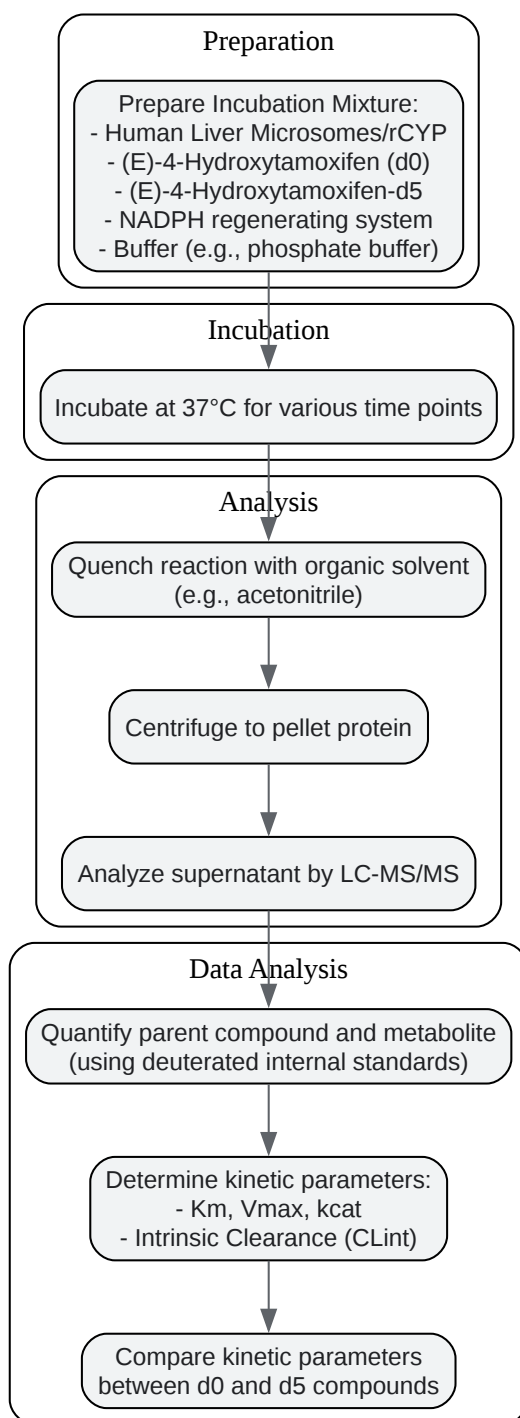 Preparation
Prepare Incubation Mixture:
- Human Liver Microsomes/rCYP
- (E)-4-Hydroxytamoxifen (d0)
- (E)-4-Hydroxytamoxifen-d5
- NADPH regenerating system
- Buffer (e.g., phosphate buffer)
Incubation
Incubate at 37°C for various time points
Analysis
Quench reaction with organic solvent
(e.g., acetonitrile)
Centrifuge to pellet protein
Analyze supernatant by LC-MS/MS
Data Analysis
Quantify parent compound and metabolite
(using deuterated internal standards)
Determine kinetic parameters:
- Km, Vmax, kcat
- Intrinsic Clearance (CLint)
Compare kinetic parameters
between d0 and d5 compounds